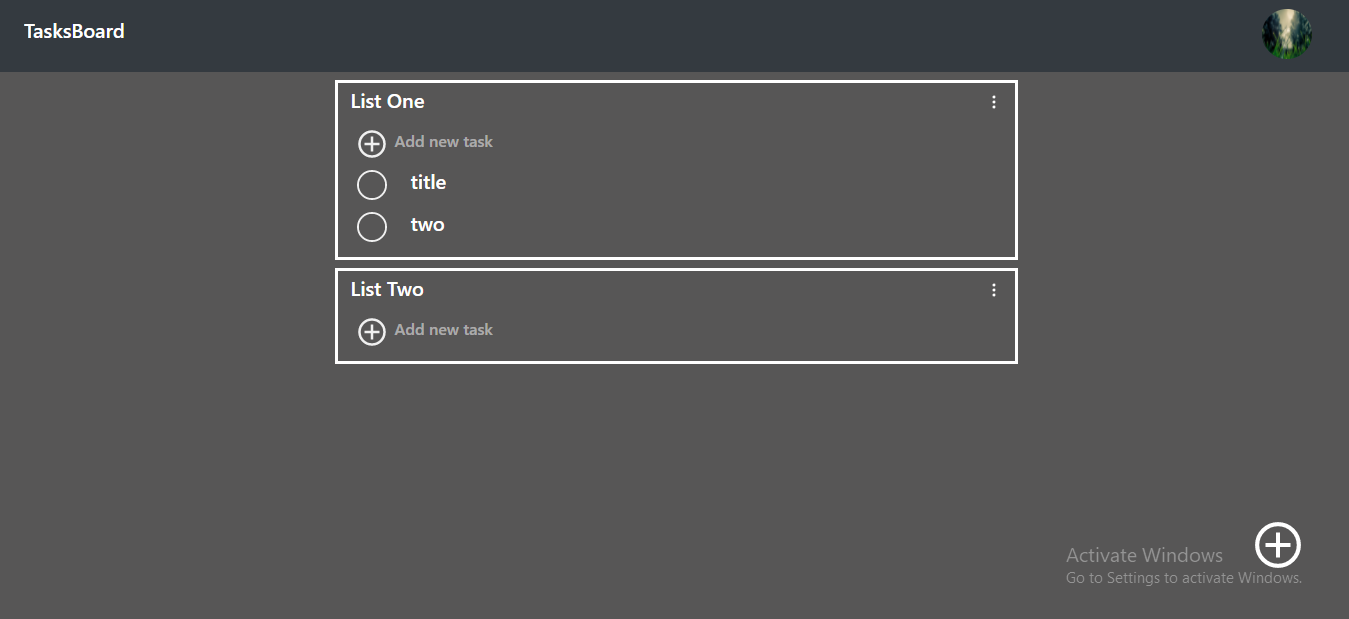 TasksBoard
List One
Add new task
title
two
List Two
Add new task
Activate Windows
Go to Settings to activate Windows.